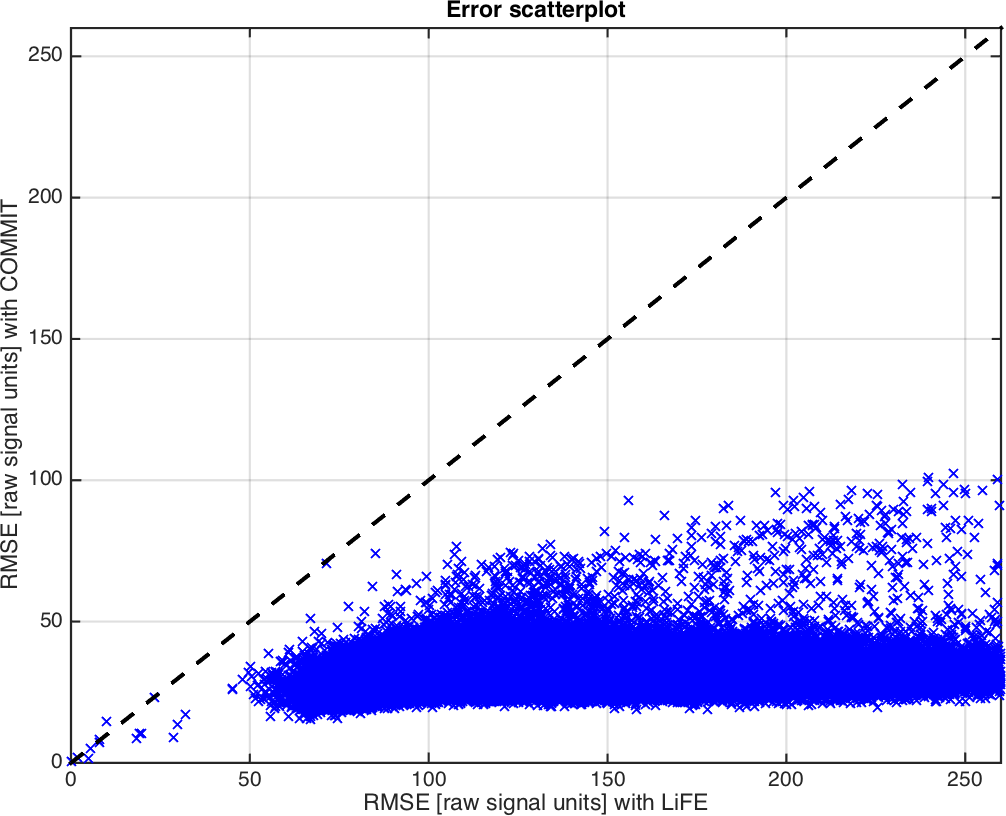 Error scatterplot
RMSE [raw signal units] with COMMIT
250
200
150
100
50
0
0 50 100 150 200 250
RMSE [raw signal units] with LiFE